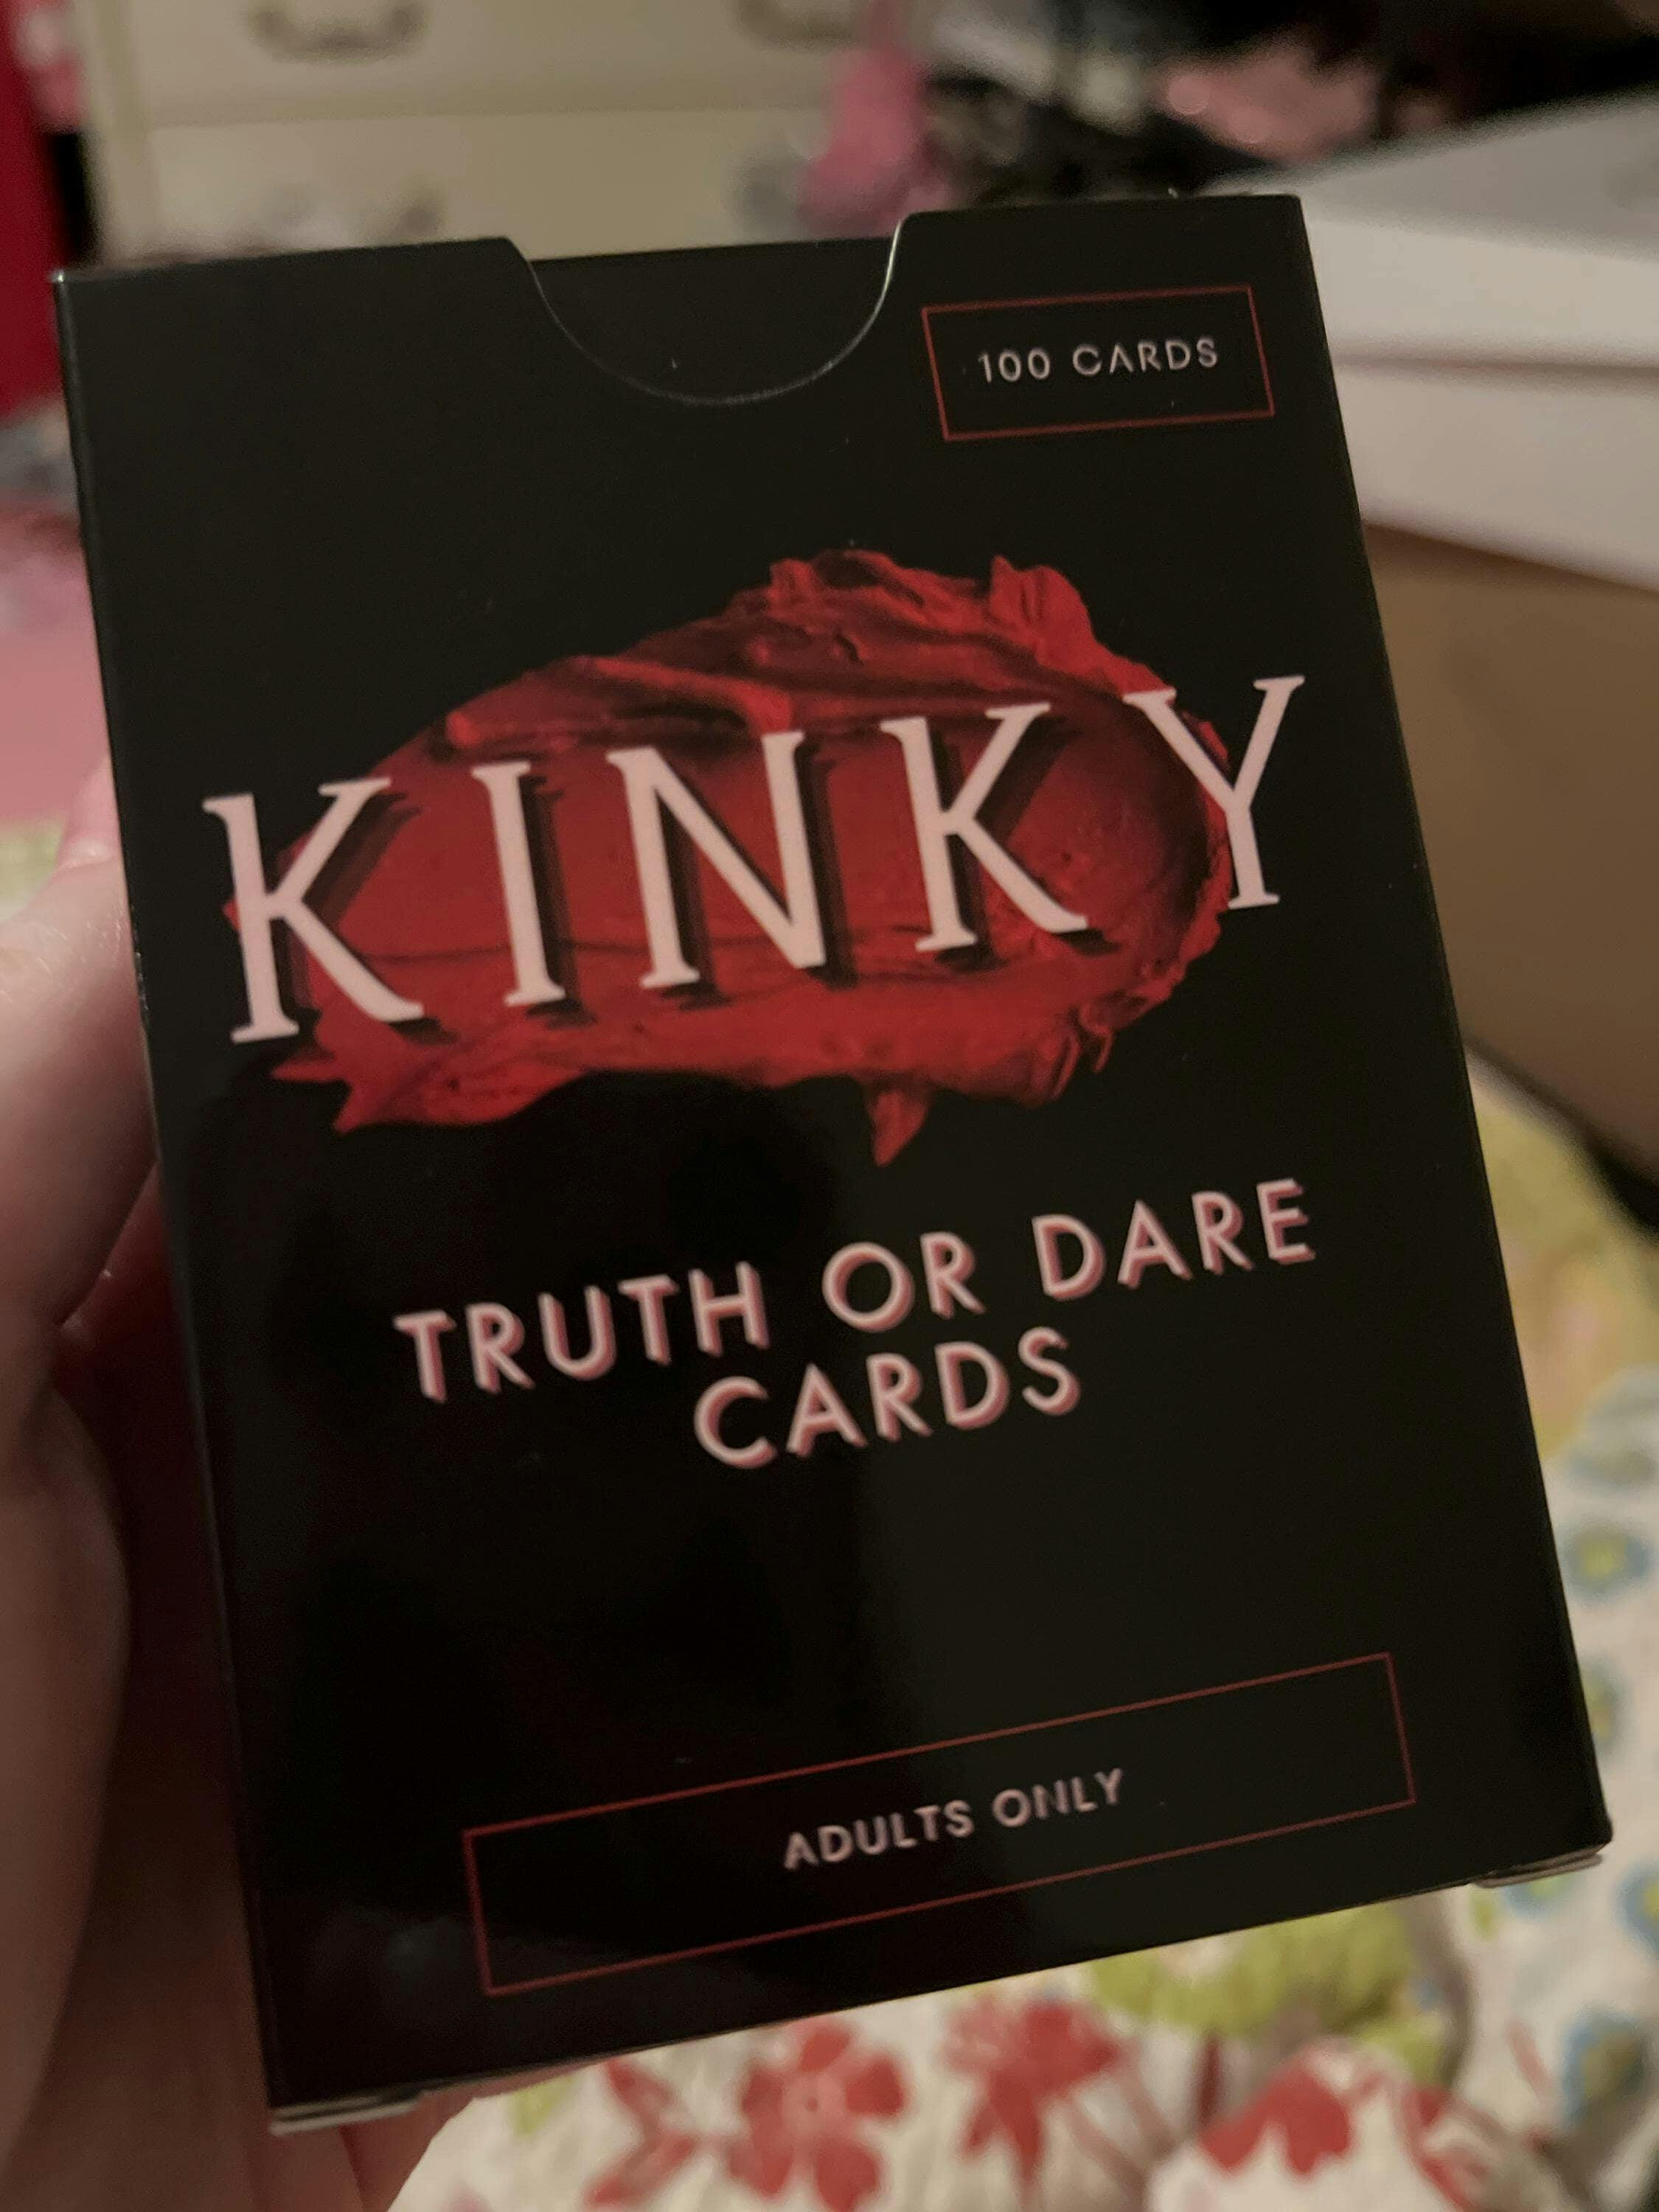 100 CARDS
KINKY
TRUTH OR DARE
CARDS
ADULTS ONLY